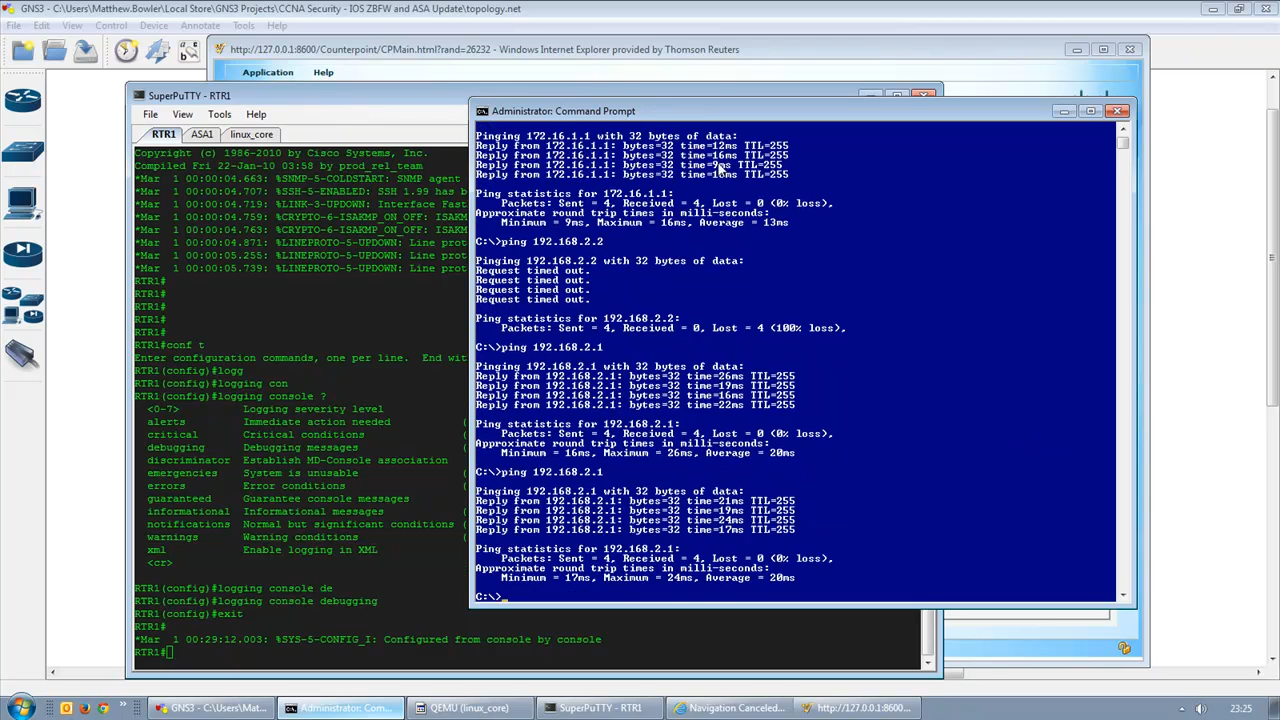 GNS3 - C:\Users\Matthew.Bowler\Local Store\GNS3 Projects\CCNA Security - IOS ZBFW and ASA Update\topology.net
File Edit View Control Device Annotate Tools Help
http://127.0.0.1:8600/Counterpoint/CPMain.html?rand=26232 - Windows Internet Explorer provided by Thomson Reuters
Application Help
SuperPuTTY - RTR1
File View Tools Help
RTR1 ASA1 linux_core
Copyright (c) 1986-2010 by Cisco Systems, Inc.
Compiled Fri 22-Jan-10 03:58 by prod_rel_team
*Mar 1 00:00:04.663: %SNMP-5-COLDSTART: SNMP agent
*Mar 1 00:00:04.707: %SSH-5-ENABLED: SSH 1.99 has b
*Mar 1 00:00:04.719: %LINK-3-UPDOWN: Interface Fast
*Mar 1 00:00:04.759: %CRYPTO-6-ISAKMP_ON_OFF: ISAKM
*Mar 1 00:00:04.763: %CRYPTO-6-ISAKMP_ON_OFF: ISAKM
*Mar 1 00:00:04.871: %LINEPROTO-5-UPDOWN: Line prot
*Mar 1 00:00:05.255: %LINEPROTO-5-UPDOWN: Line prot
*Mar 1 00:00:05.739: %LINEPROTO-5-UPDOWN: Line prot
RTR1#
RTR1#
RTR1#
RTR1#
RTR1#
RTR1#conf t
Enter configuration commands, one per line. End wit
RTR1(config)#logg
RTR1(config)#logging con
RTR1(config)#logging console ?
<0-7> Logging severity level
alerts Immediate action needed (
critical Critical conditions (
debugging Debugging messages (
discriminator Establish MD-Console association
emergencies System is unusable (
errors Error conditions (
guaranteed Guarantee console messages
informational Informational messages (
notifications Normal but significant conditions (
warnings Warning conditions (
xml Enable logging in XML
<cr>
RTR1(config)#logging console de
RTR1(config)#logging console debugging
RTR1(config)#exit
RTR1#
*Mar 1 00:29:12.003: %SYS-5-CONFIG_I: Configured from console by console
RTR1#
Administrator: Command Prompt
Pinging 172.16.1.1 with 32 bytes of data:
Reply from 172.16.1.1: bytes=32 time=12ms TTL=255
Reply from 172.16.1.1: bytes=32 time=16ms TTL=255
Reply from 172.16.1.1: bytes=32 time=9ms TTL=255
Reply from 172.16.1.1: bytes=32 time=16ms TTL=255
Ping statistics for 172.16.1.1:
Packets: Sent = 4, Received = 4, Lost = 0 (0% loss),
Approximate round trip times in milli-seconds:
Minimum = 9ms, Maximum = 16ms, Average = 13ms
C:\>ping 192.168.2.2
Pinging 192.168.2.2 with 32 bytes of data:
Request timed out.
Request timed out.
Request timed out.
Request timed out.
Ping statistics for 192.168.2.2:
Packets: Sent = 4, Received = 0, Lost = 4 (100% loss),
C:\>ping 192.168.2.1
Pinging 192.168.2.1 with 32 bytes of data:
Reply from 192.168.2.1: bytes=32 time=26ms TTL=255
Reply from 192.168.2.1: bytes=32 time=19ms TTL=255
Reply from 192.168.2.1: bytes=32 time=16ms TTL=255
Reply from 192.168.2.1: bytes=32 time=22ms TTL=255
Ping statistics for 192.168.2.1:
Packets: Sent = 4, Received = 4, Lost = 0 (0% loss),
Approximate round trip times in milli-seconds:
Minimum = 16ms, Maximum = 26ms, Average = 20ms
C:\>ping 192.168.2.1
Pinging 192.168.2.1 with 32 bytes of data:
Reply from 192.168.2.1: bytes=32 time=21ms TTL=255
Reply from 192.168.2.1: bytes=32 time=19ms TTL=255
Reply from 192.168.2.1: bytes=32 time=24ms TTL=255
Reply from 192.168.2.1: bytes=32 time=17ms TTL=255
Ping statistics for 192.168.2.1:
Packets: Sent = 4, Received = 4, Lost = 0 (0% loss),
Approximate round trip times in milli-seconds:
Minimum = 17ms, Maximum = 24ms, Average = 20ms
C:\>_
GNS3 - C:\Users\Mat...
Administrator: Com...
QEMU (linux_core)
SuperPuTTY - RTR1
Navigation Canceled...
http://127.0.0.1:8600...
23:25